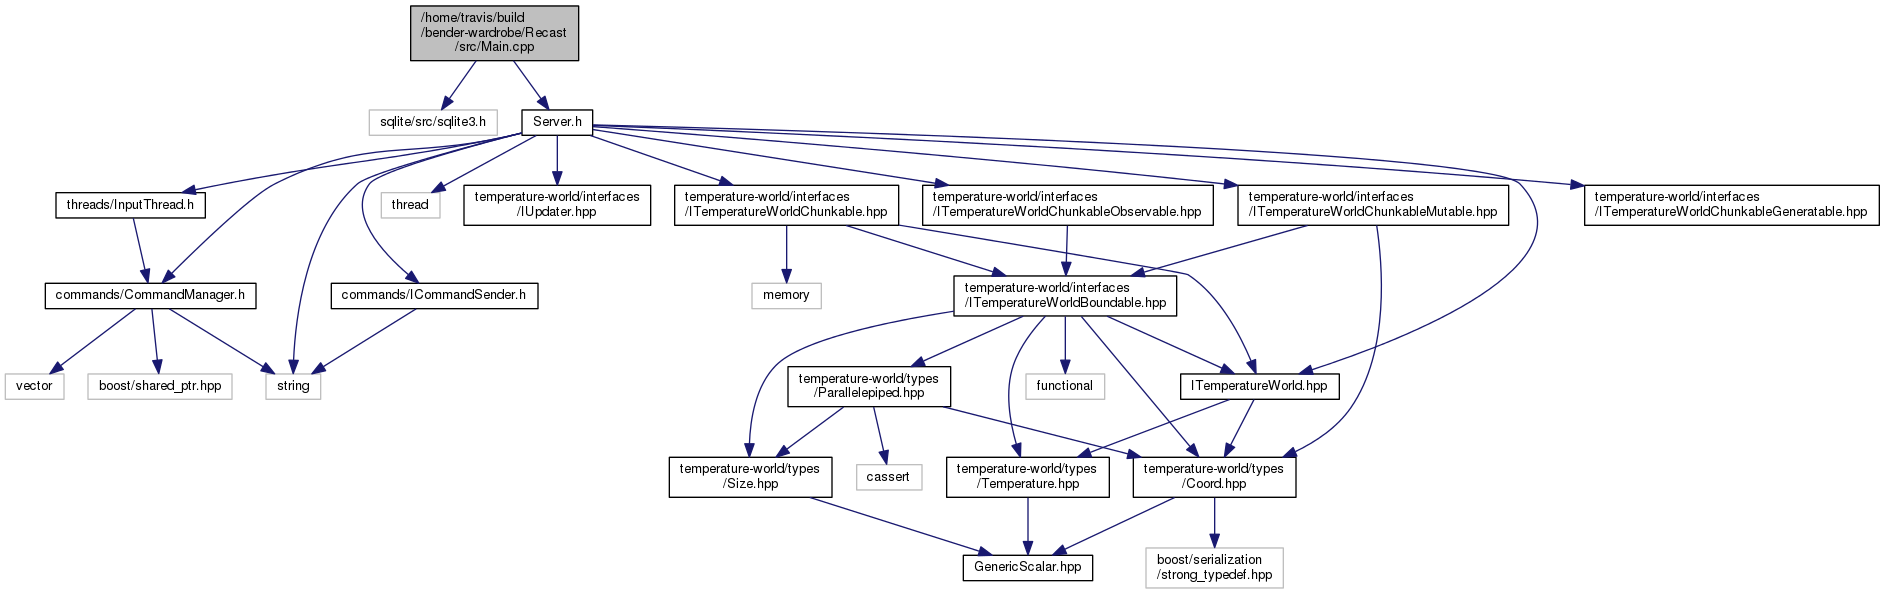 /home/travis/build
/bender-wardrobe/Recast
/src/Main.cpp
sqlite/src/sqlite3.h
Server.h
threads/InputThread.h
thread
temperature-world/interfaces
/IUpdater.hpp
temperature-world/interfaces
/ITemperatureWorldChunkable.hpp
temperature-world/interfaces
/ITemperatureWorldChunkableObservable.hpp
temperature-world/interfaces
/ITemperatureWorldChunkableMutable.hpp
temperature-world/interfaces
/ITemperatureWorldChunkableGeneratable.hpp
commands/CommandManager.h
commands/ICommandSender.h
memory
temperature-world/interfaces
/ITemperatureWorldBoundable.hpp
vector
boost/shared_ptr.hpp
string
temperature-world/types
/Parallelepiped.hpp
functional
ITemperatureWorld.hpp
temperature-world/types
/Size.hpp
cassert
temperature-world/types
/Temperature.hpp
temperature-world/types
/Coord.hpp
GenericScalar.hpp
boost/serialization
/strong_typedef.hpp